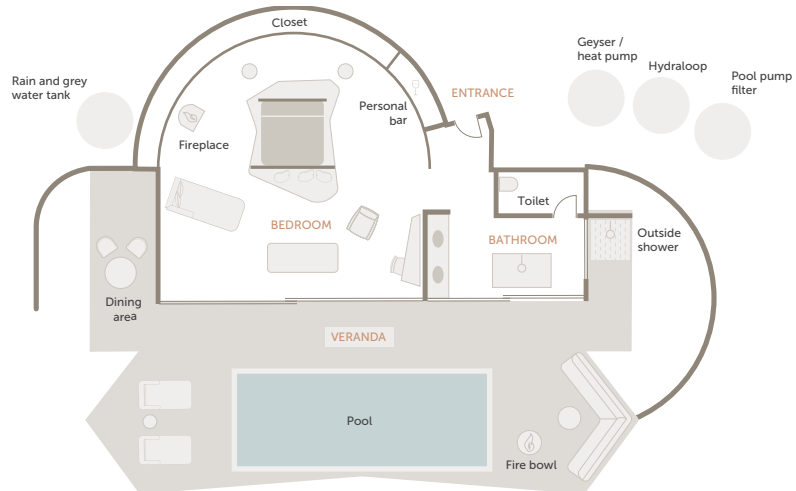 Closet
Geyser /
heat pump
Hydraloop
Pool pump
filter
Rain and grey
water tank
ENTRANCE
Personal
bar
Fireplace
Toilet
BEDROOM
BATHROOM
Outside
shower
Dining
area
VERANDA
Pool
Fire bowl